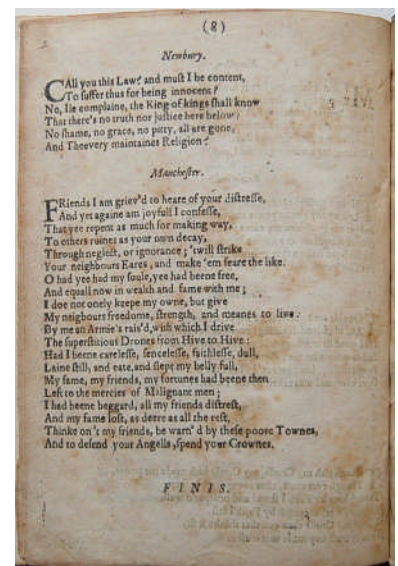 (8)
Newbury.
CAll you this Law? and must I be content,
To suffer thus for being innocent?
No, Ile complaine, the King of kings shall know
That there's no truth nor justice here below;
No shame, no grace, no pitty, all are gone,
And Theevery maintaines Religion?
Manchester.
FRiends I am griev'd to heare of your distresse,
And yet againe am joyfull I confesse,
That yee repent as much for making way,
To others ruines as your own decay,
Through neglect, or ignorance; 'twill strike
Your neighbours Eares, and make 'em feare the like.
O had yee had my soule, yee had beene free,
And equall now in wealth and fame with me;
I doe not onely keepe my owne, but give
My neigbours freedome, strength, and meanes to live:
By me an Armie's rais'd, with which I drive
The superstitious Drones from Hive to Hive:
Had I beene carelesse, sencelesse, faithlesse, dull,
Laine still, and eate, and slept my belly full,
My fame, my friends, my fortunes had beene then
Left to the mercies of Malignant men;
I had beene beggard, all my friends distrest,
And my fame lost, as deere as all the rest,
Thinke on't my friends, be warn'd by these poore Townes,
And to defend your Angells, spend your Crownes.
FINIS.